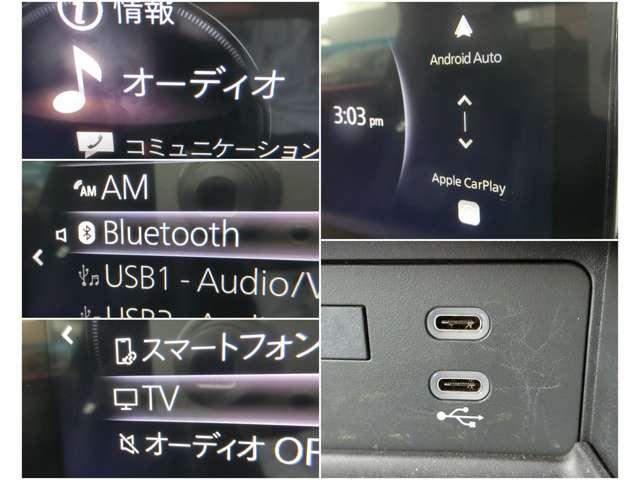 情報
オーディオ
コミュニケーション
AM AM
Bluetooth
USB1 - Audio/V
スマートフォン
TV
オーディオ OF
Android Auto
3:03 pm
Apple CarPlay